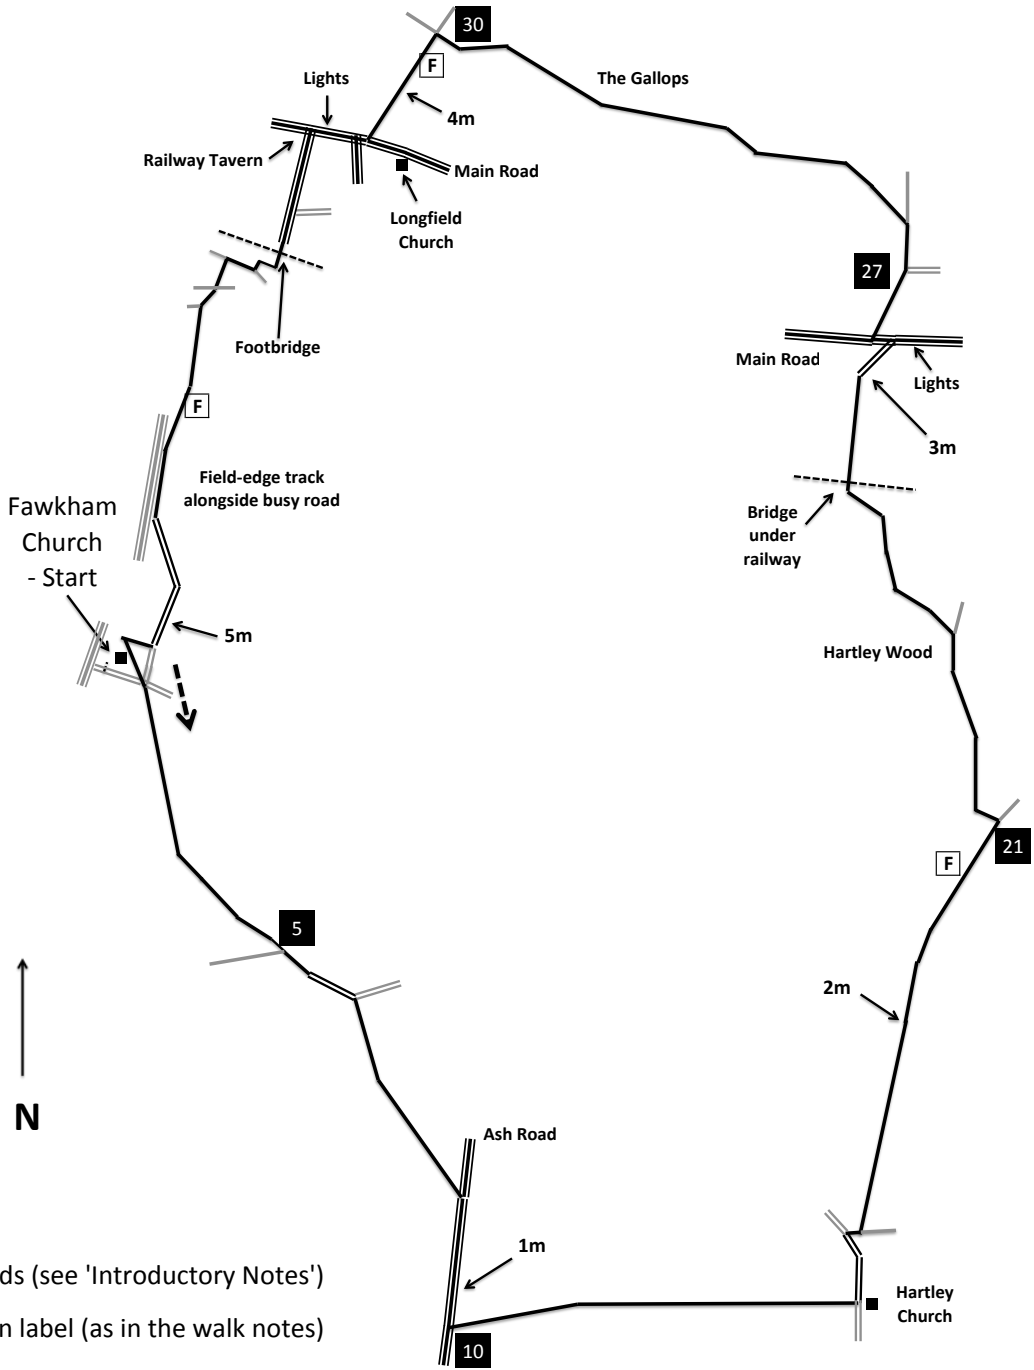 30
F
The Gallops
Lights
4m
Railway Tavern
Main Road
Longfield
Church
27
Footbridge
Main Road
Lights
F
3m
Field-edge track
alongside busy road
Fawkham
Church
- Start
Bridge
under
railway
5m
Hartley Wood
21
F
5
2m
N
Ash Road
1m
ds (see 'Introductory Notes')
Hartley
Church
n label (as in the walk notes)
10